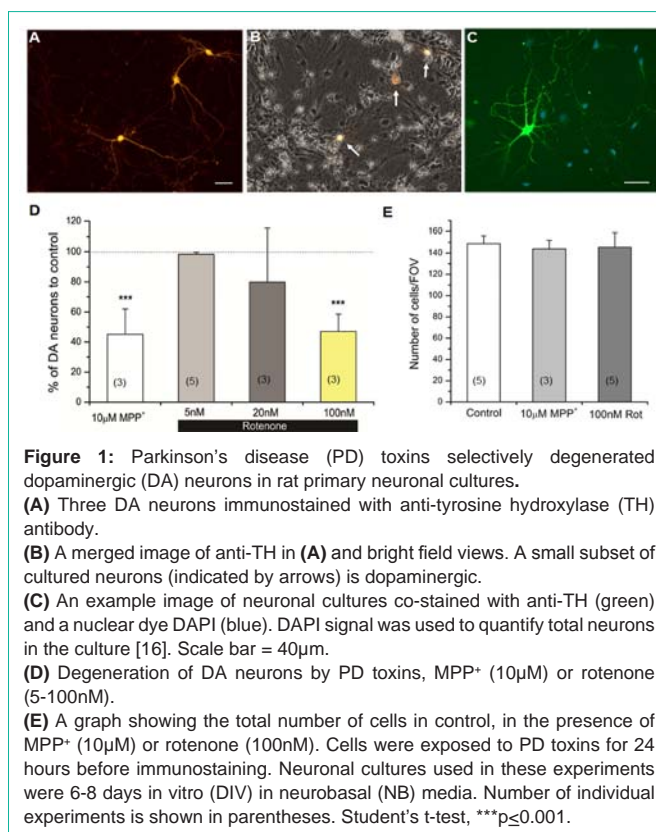 A
B
C
D
% of DA neurons to control
120
100
80
60
40
20
0
***
***
(3)
(5)
(3)
(3)
10µM MPP⁺
5nM
20nM
100nM
Rotenone
E
Number of cells/FOV
180
160
140
120
100
80
60
40
20
0
(5)
(3)
(5)
Control
10µM MPP⁺
100nM Rot
Figure 1: Parkinson's disease (PD) toxins selectively degenerated
dopaminergic (DA) neurons in rat primary neuronal cultures.
(A) Three DA neurons immunostained with anti-tyrosine hydroxylase (TH)
antibody.
(B) A merged image of anti-TH in (A) and bright field views. A small subset of
cultured neurons (indicated by arrows) is dopaminergic.
(C) An example image of neuronal cultures co-stained with anti-TH (green)
and a nuclear dye DAPI (blue). DAPI signal was used to quantify total neurons
in the culture [16]. Scale bar = 40µm.
(D) Degeneration of DA neurons by PD toxins, MPP⁺ (10µM) or rotenone
(5-100nM).
(E) A graph showing the total number of cells in control, in the presence of
MPP⁺ (10µM) or rotenone (100nM). Cells were exposed to PD toxins for 24
hours before immunostaining. Neuronal cultures used in these experiments
were 6-8 days in vitro (DIV) in neurobasal (NB) media. Number of individual
experiments is shown in parentheses. Student's t-test, ***p≤0.001.